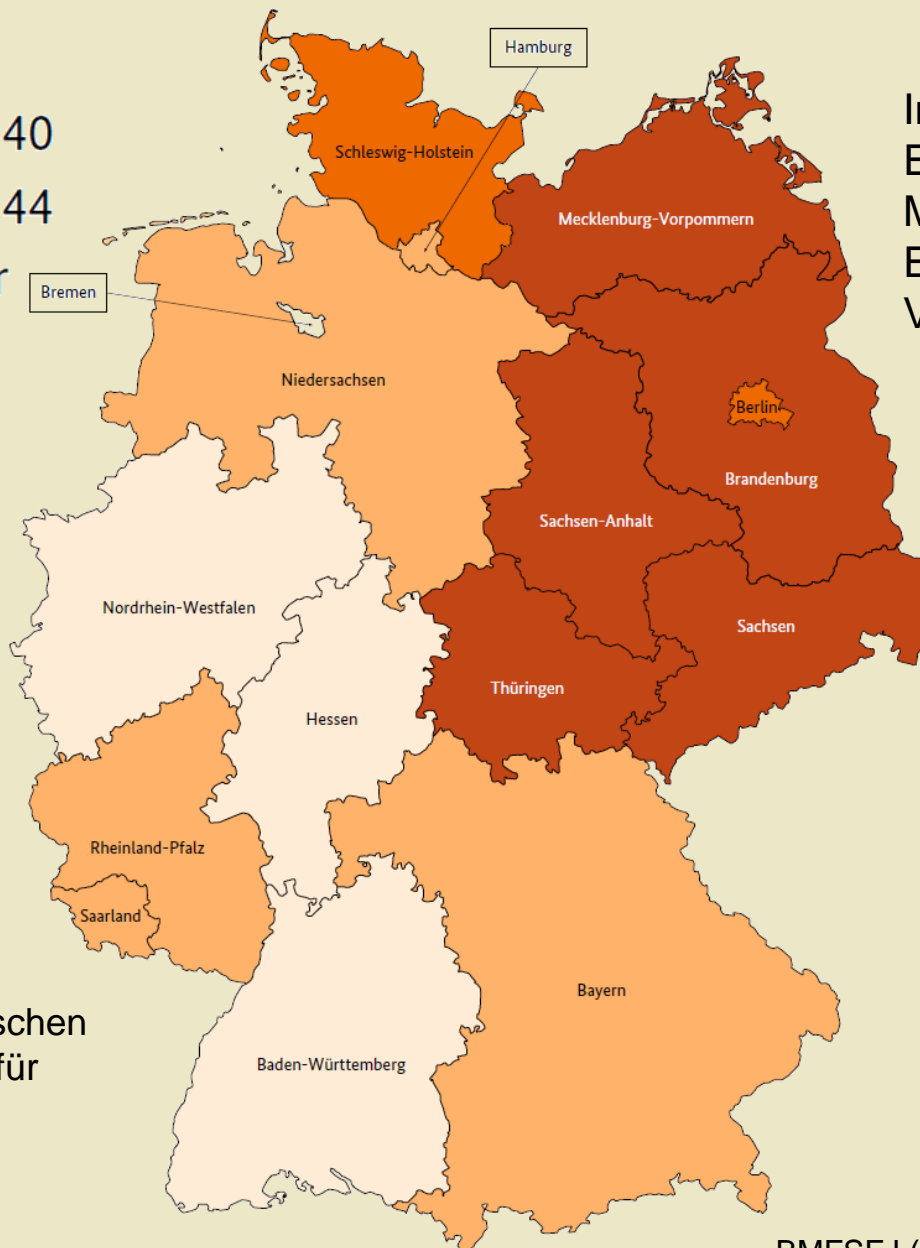 Hamburg
40
Schleswig-Holstein
44
Mecklenburg-Vorpommern
Bremen
Niedersachsen
Berlin
Brandenburg
Sachsen-Anhalt
Nordrhein-Westfalen
Sachsen
Thüringen
Hessen
Rheinland-Pfalz
Saarland
Bayern
schen
für
Baden-Württemberg